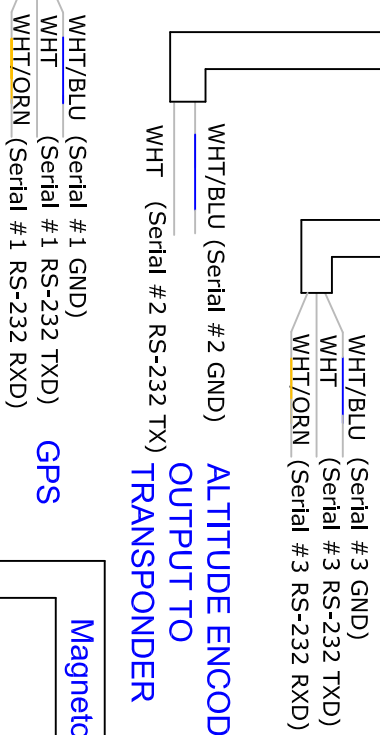 WHT/BLU (Serial #1 GND)
WHT (Serial #1 RS-232 TXD)
WHT/ORN (Serial #1 RS-232 RXD)
GPS
WHT/BLU (Serial #2 GND)
WHT (Serial #2 RS-232 TX)
ALTITUDE ENCOD
OUTPUT TO
TRANSPONDER
WHT/BLU (Serial #3 GND)
WHT (Serial #3 RS-232 TXD)
WHT/ORN (Serial #3 RS-232 RXD)
Magneto